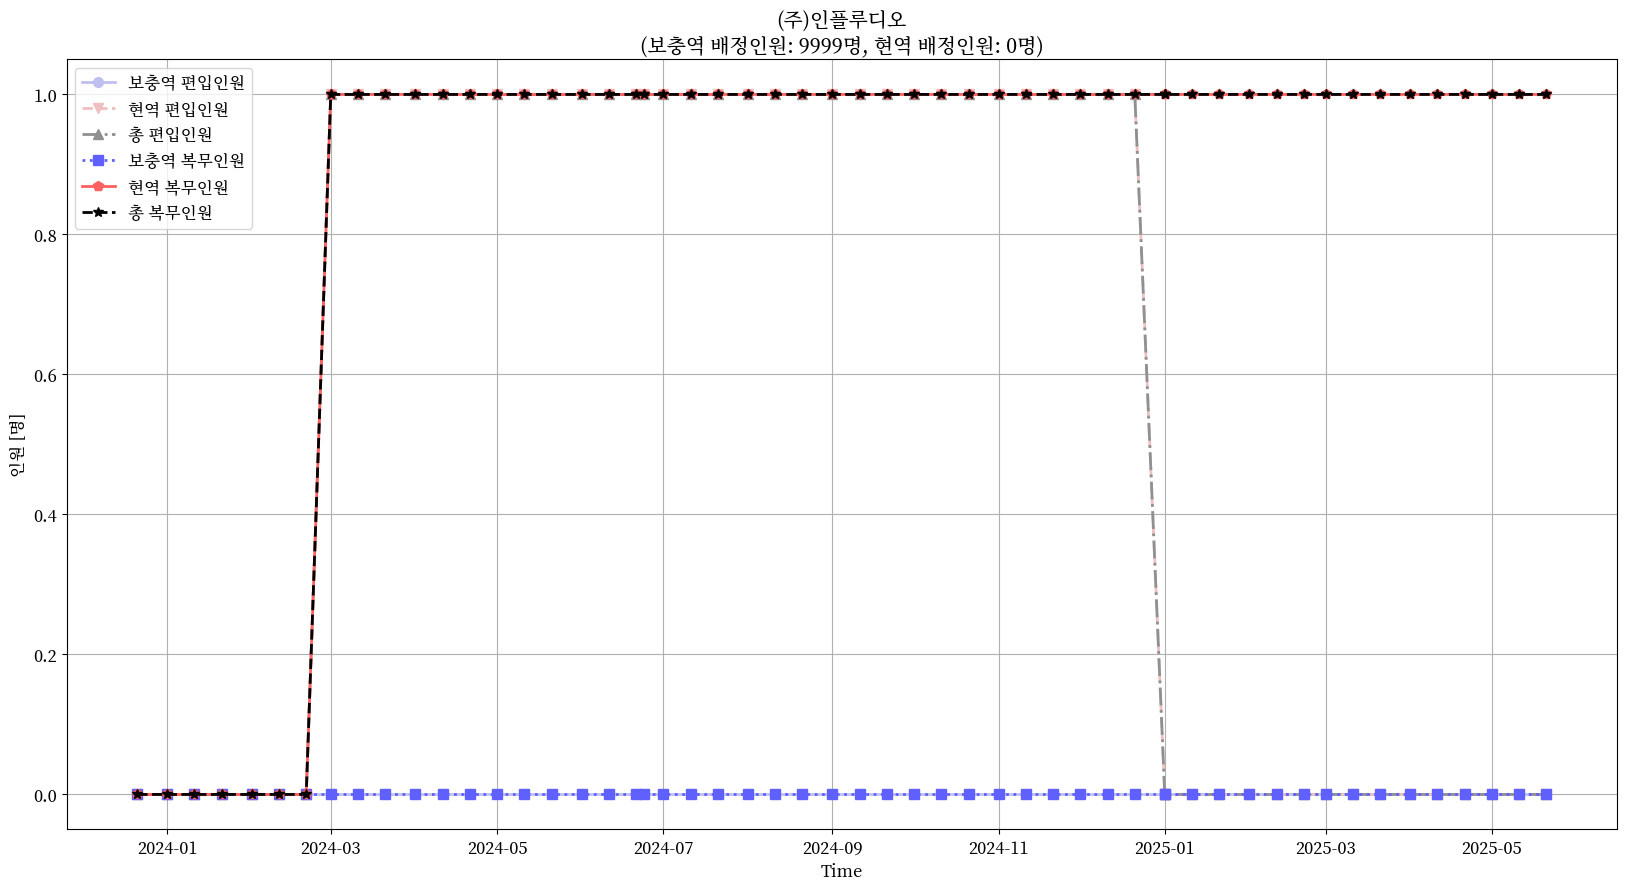 (주)인플루디오
(보충역 배정인원: 9999명, 현역 배정인원: 0명)
보충역 편입인원
현역 편입인원
총 편입인원
보충역 복무인원
현역 복무인원
총 복무인원
인원 [명]
1.0
0.8
0.6
0.4
0.2
0.0
2024-01
2024-03
2024-05
2024-07
2024-09
2024-11
2025-01
2025-03
2025-05
Time